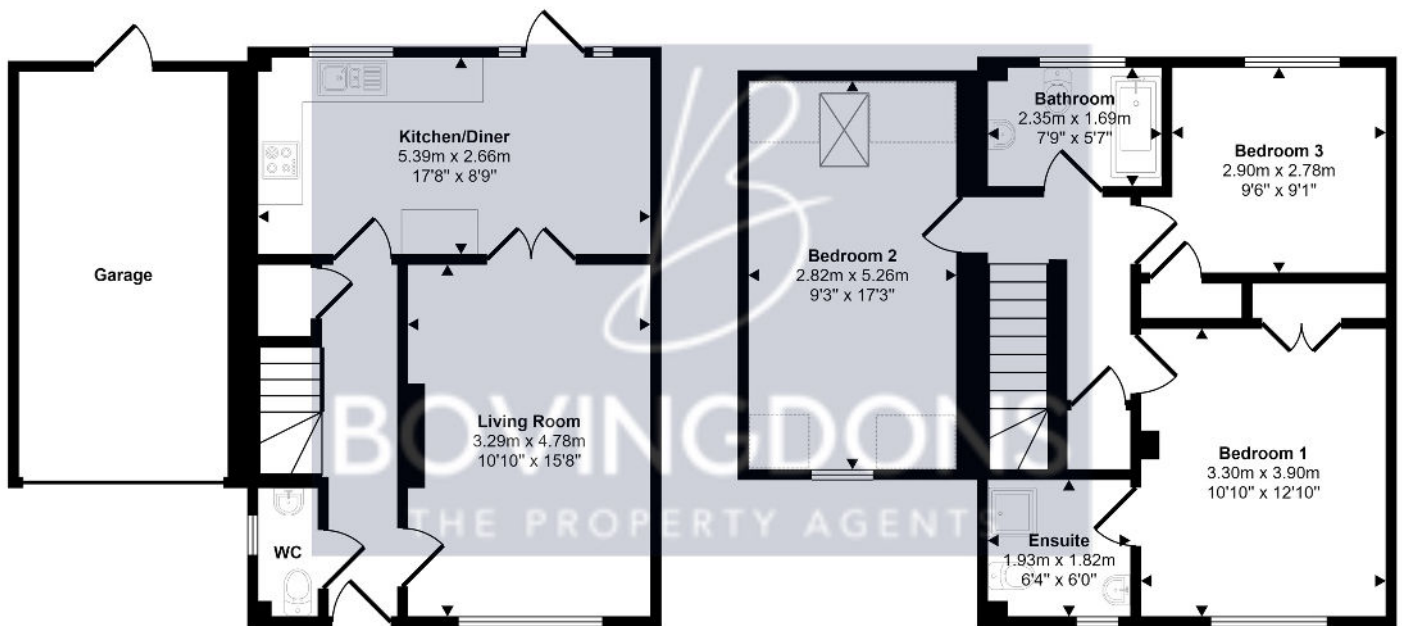 Garage
Kitchen/Diner
5.39m x 2.66m
17'8" x 8'9"
Living Room
3.29m x 4.78m
10'10" x 15'8"
WC
Bedroom 2
2.82m x 5.26m
9'3" x 17'3"
Bathroom
2.35m x 1.69m
7'9" x 5'7"
Bedroom 3
2.90m x 2.78m
9'6" x 9'1"
Bedroom 1
3.30m x 3.90m
10'10" x 12'10"
Ensuite
1.93m x 1.82m
6'4" x 6'0"
B
BOVINGDONS
THE PROPERTY AGENTS